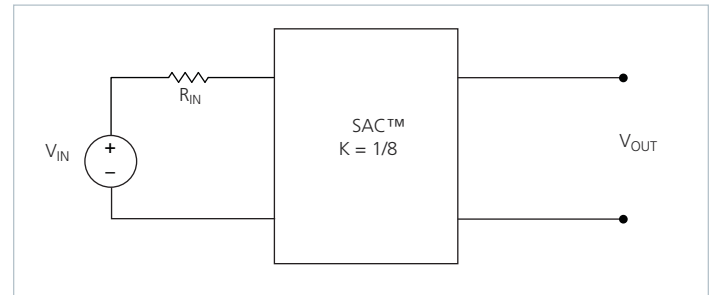 R_IN
SAC™
K = 1/8
V_IN
+
−
V_OUT